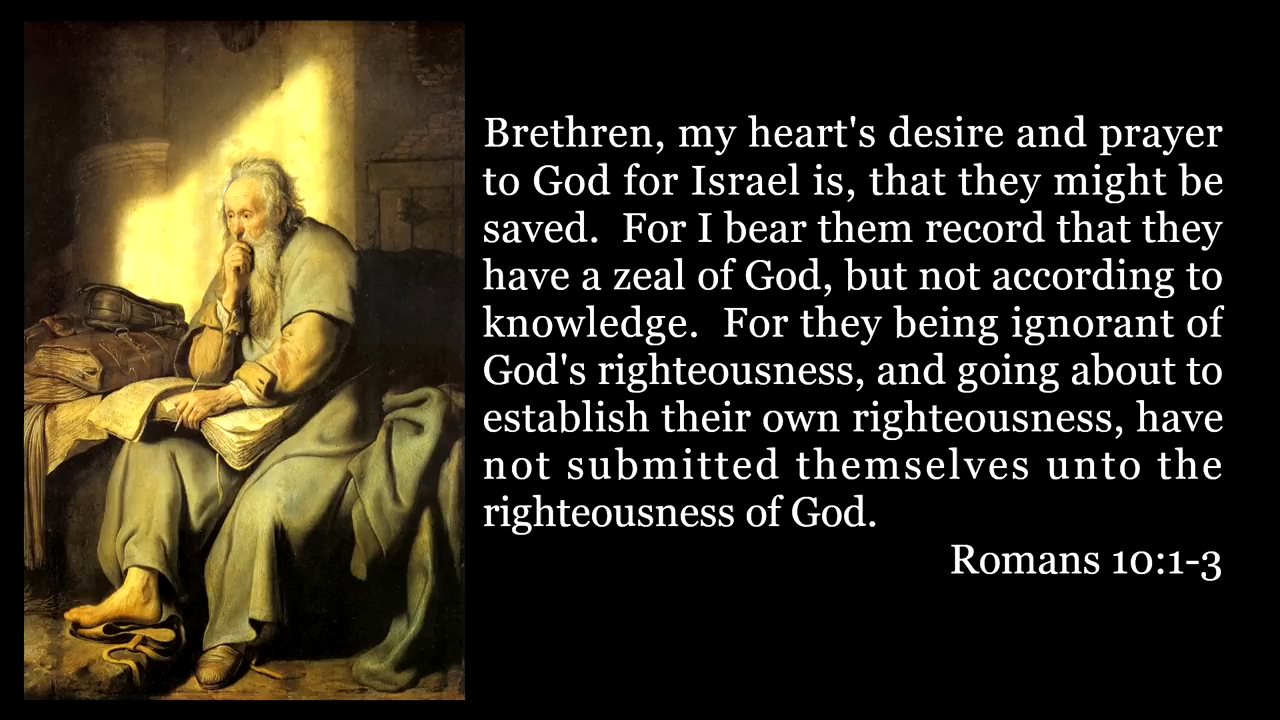 Brethren, my heart's desire and prayer
to God for Israel is, that they might be
saved.  For I bear them record that they
have a zeal of God, but not according to
knowledge.  For they being ignorant of
God's righteousness, and going about to
establish their own righteousness, have
not submitted themselves unto the
righteousness of God.
Romans 10:1-3